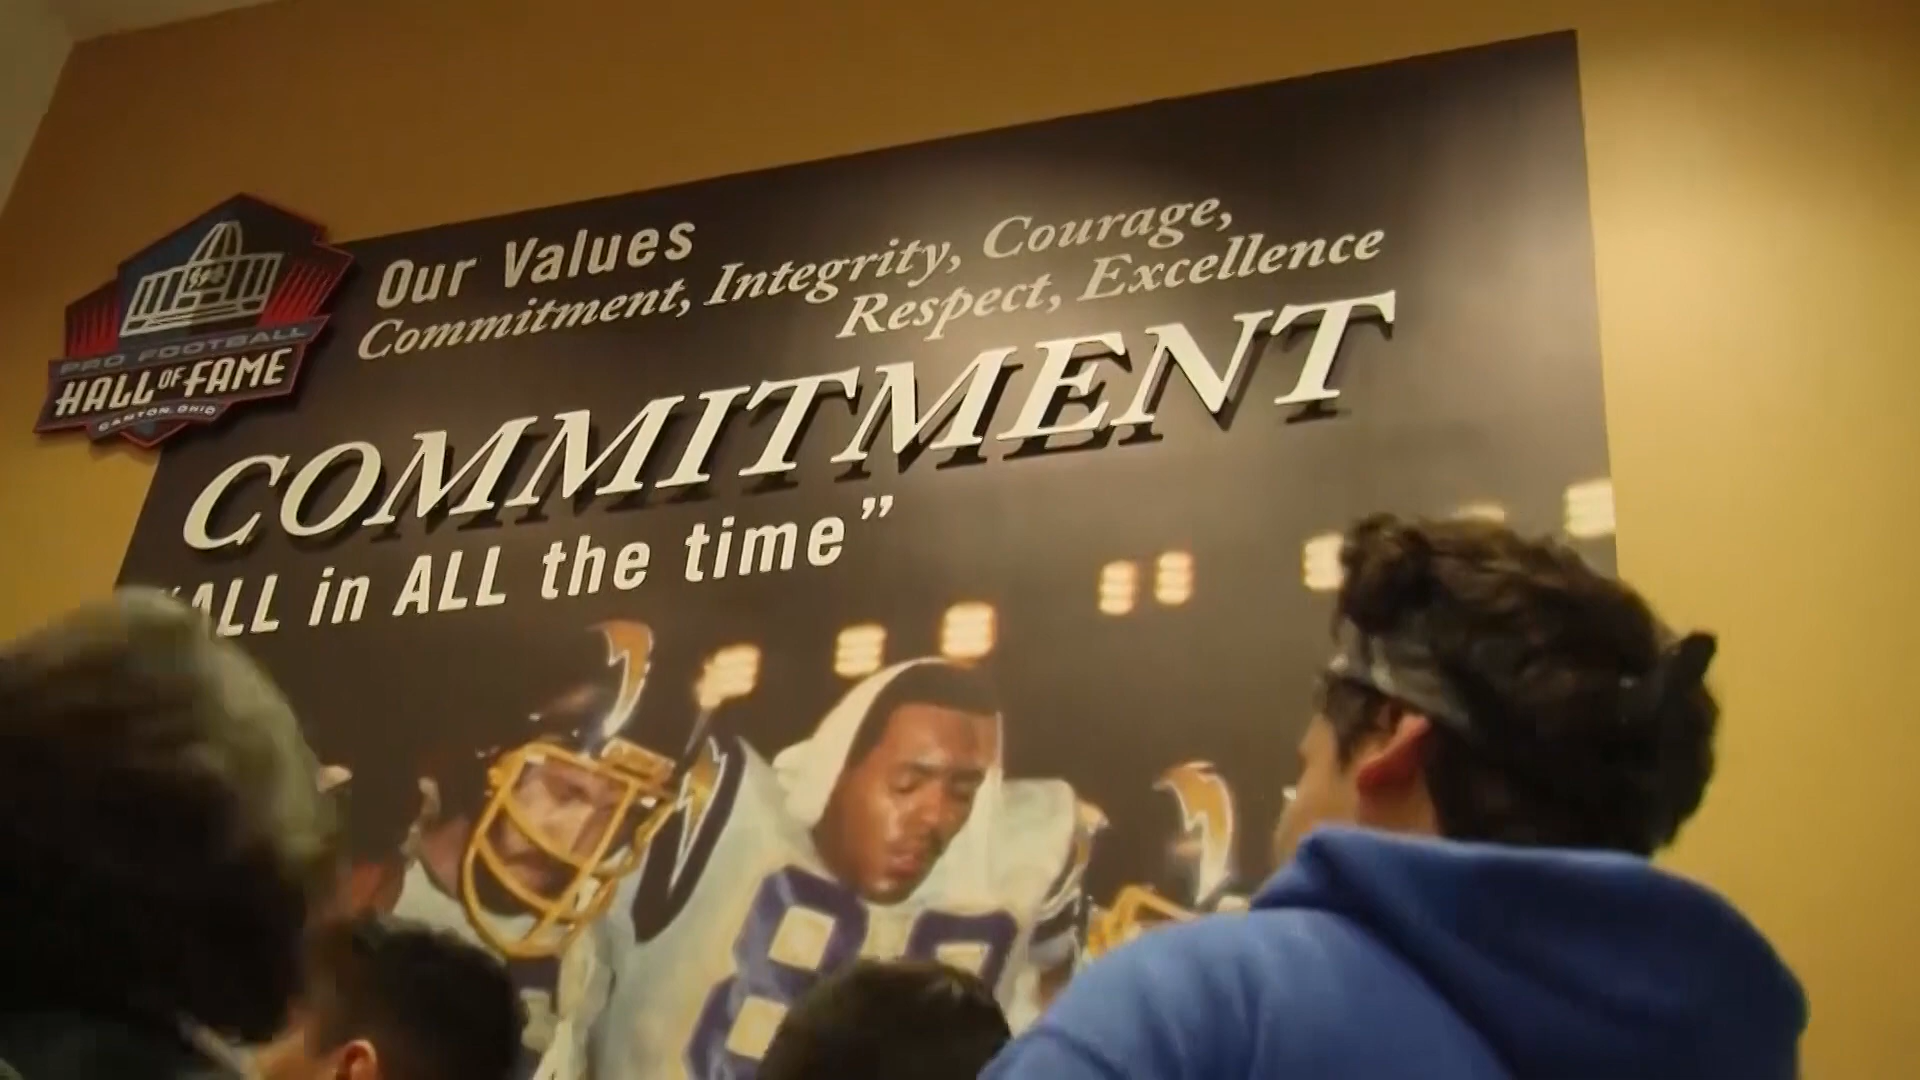 Our Values
Commitment, Integrity, Courage,
Respect, Excellence
PRO FOOTBALL
HALL OF FAME
CANTON, OHIO
COMMITMENT
“ALL in ALL the time”